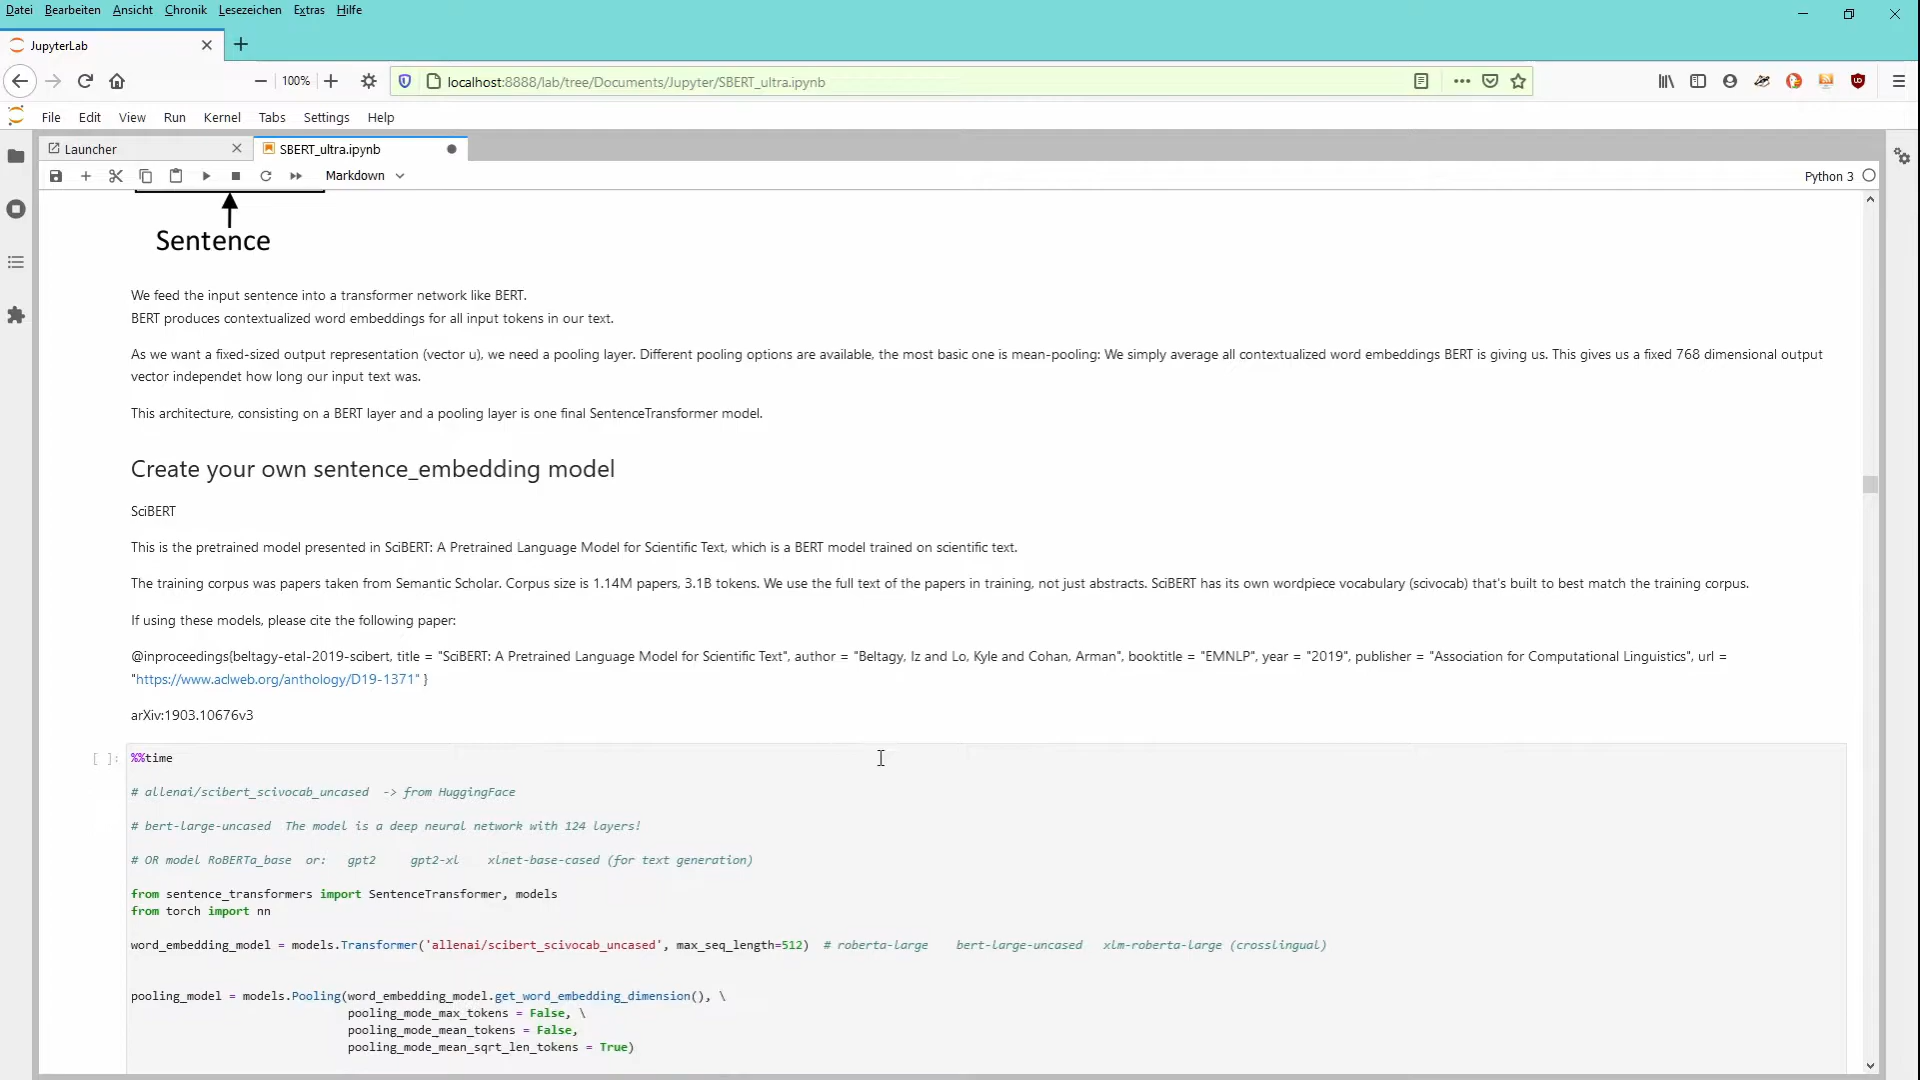 Datei Bearbeiten Ansicht Chronik Lesezeichen Extras Hilfe
JupyterLab
100% localhost:8888/lab/tree/Documents/Jupyter/SBERT_ultra.ipynb
File Edit View Run Kernel Tabs Settings Help
Launcher SBERT_ultra.ipynb
Markdown Python 3
Sentence
We feed the input sentence into a transformer network like BERT.
BERT produces contextualized word embeddings for all input tokens in our text.
As we want a fixed-sized output representation (vector u), we need a pooling layer. Different pooling options are available, the most basic one is mean-pooling: We simply average all contextualized word embeddings BERT is giving us. This gives us a fixed 768 dimensional output
vector independet how long our input text was.
This architecture, consisting on a BERT layer and a pooling layer is one final SentenceTransformer model.
Create your own sentence_embedding model
SciBERT
This is the pretrained model presented in SciBERT: A Pretrained Language Model for Scientific Text, which is a BERT model trained on scientific text.
The training corpus was papers taken from Semantic Scholar. Corpus size is 1.14M papers, 3.1B tokens. We use the full text of the papers in training, not just abstracts. SciBERT has its own wordpiece vocabulary (scivocab) that's built to best match the training corpus.
If using these models, please cite the following paper:
@inproceedings{beltagy-etal-2019-scibert, title = "SciBERT: A Pretrained Language Model for Scientific Text", author = "Beltagy, Iz and Lo, Kyle and Cohan, Arman", booktitle = "EMNLP", year = "2019", publisher = "Association for Computational Linguistics", url =
"https://www.aclweb.org/anthology/D19-1371" }
arXiv:1903.10676v3
[ ]: %%time
# allenai/scibert_scivocab_uncased -> from HuggingFace
# bert-large-uncased The model is a deep neural network with 124 layers!
# OR model RoBERTa_base or: gpt2 gpt2-xl xlnet-base-cased (for text generation)
from sentence_transformers import SentenceTransformer, models
from torch import nn
word_embedding_model = models.Transformer('allenai/scibert_scivocab_uncased', max_seq_length=512) # roberta-large bert-large-uncased xlm-roberta-large (crosslingual)
pooling_model = models.Pooling(word_embedding_model.get_word_embedding_dimension(), \
pooling_mode_max_tokens = False, \
pooling_mode_mean_tokens = False,
pooling_mode_mean_sqrt_len_tokens = True)